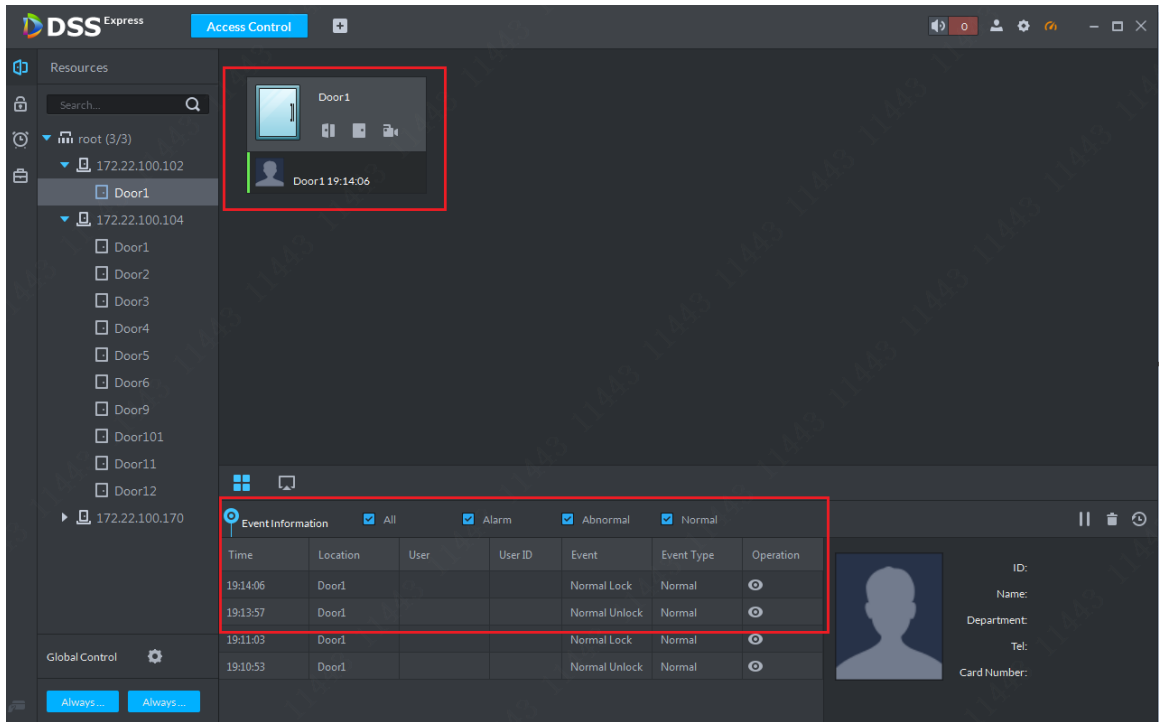 DSS Express
Access Control
0
Resources
Search...
root (3/3)
172.22.100.102
Door1
172.22.100.104
Door1
Door2
Door3
Door4
Door5
Door6
Door9
Door101
Door11
Door12
172.22.100.170
Global Control
Always... Always...
Door1
Door1 19:14:06
Event Information All Alarm Abnormal Normal
Time Location User User ID Event Event Type Operation
19:14:06 Door1 Normal Lock Normal
19:13:57 Door1 Normal Unlock Normal
19:11:03 Door1 Normal Lock Normal
19:10:53 Door1 Normal Unlock Normal
ID:
Name:
Department:
Tel:
Card Number: